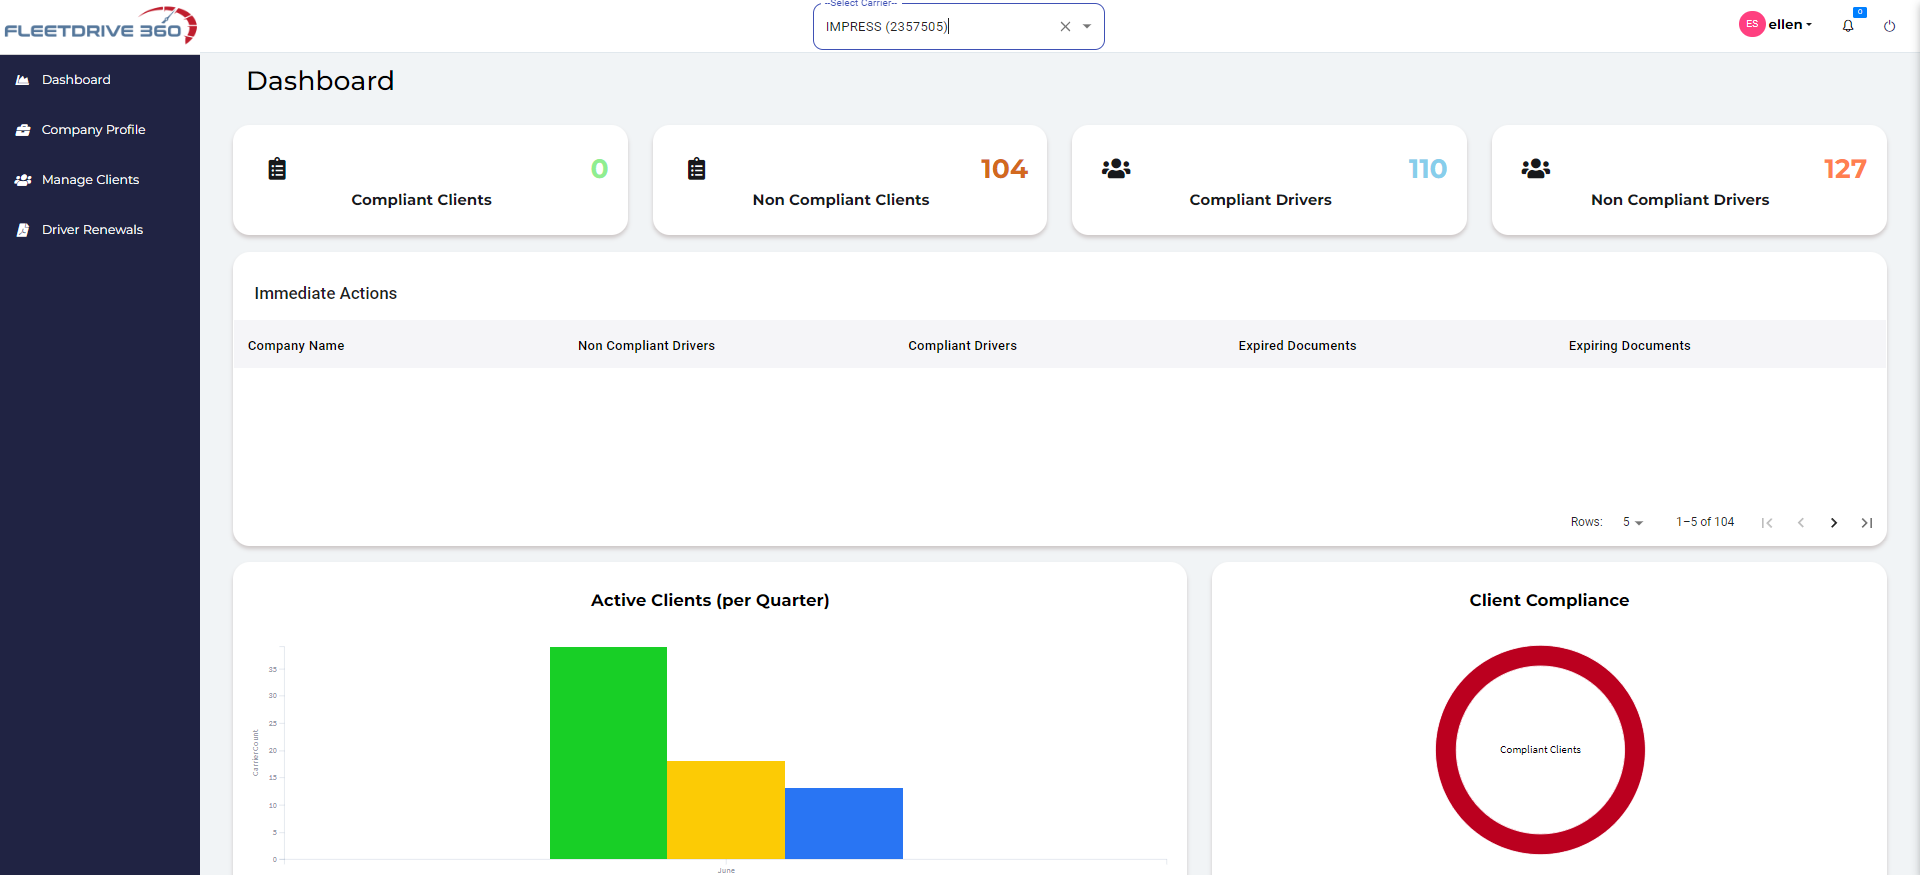 FLEETDRIVE 360
--Select Carrier--
IMPRESS (2357505)
ES ellen
0
Dashboard
Company Profile
Manage Clients
Driver Renewals
Dashboard
0
Compliant Clients
104
Non Compliant Clients
110
Compliant Drivers
127
Non Compliant Drivers
Immediate Actions
Company Name Non Compliant Drivers Compliant Drivers Expired Documents Expiring Documents
Rows: 5 1–5 of 104
Active Clients (per Quarter)
35
30
25
20
15
10
5
0
CarrierCount
June
Client Compliance
Compliant Clients